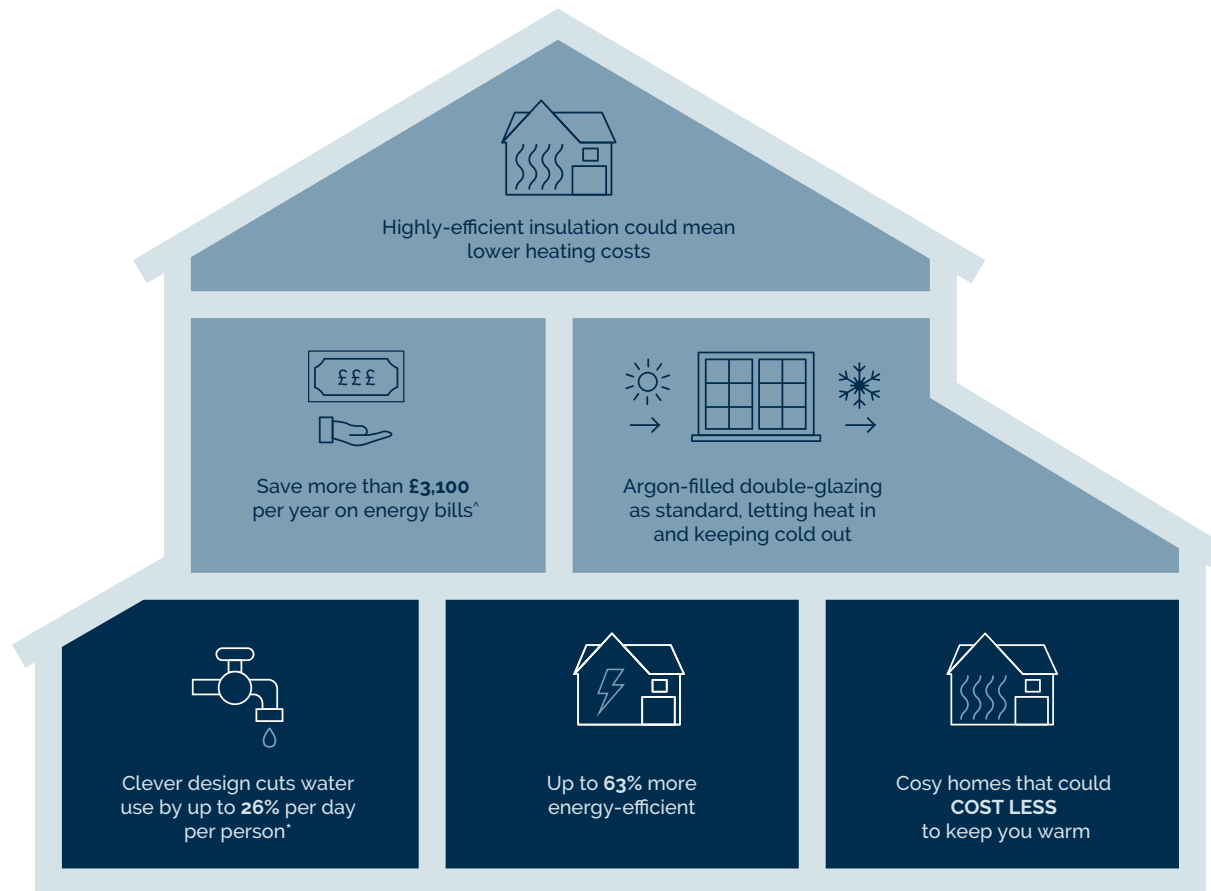 Highly-efficient insulation could mean
lower heating costs
£££
Save more than £3,100
per year on energy bills^
Argon-filled double-glazing
as standard, letting heat in
and keeping cold out
Clever design cuts water
use by up to 26% per day
per person*
Up to 63% more
energy-efficient
Cosy homes that could
COST LESS
to keep you warm